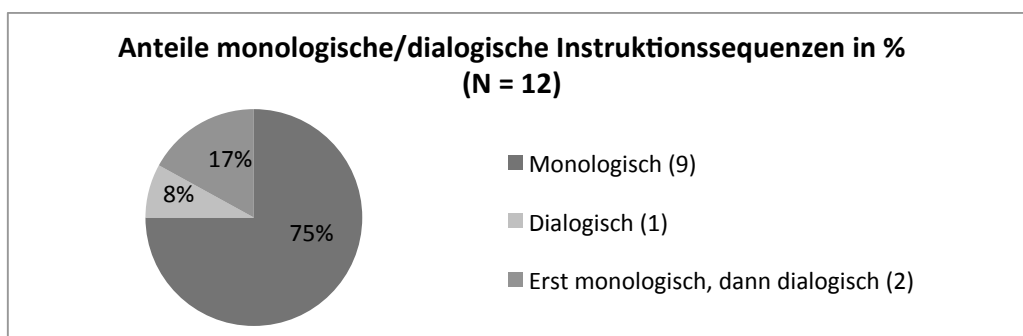 Anteile monologische/dialogische Instruktionssequenzen in %
(N = 12)
17%
8%
75%
Monologisch (9)
Dialogisch (1)
Erst monologisch, dann dialogisch (2)